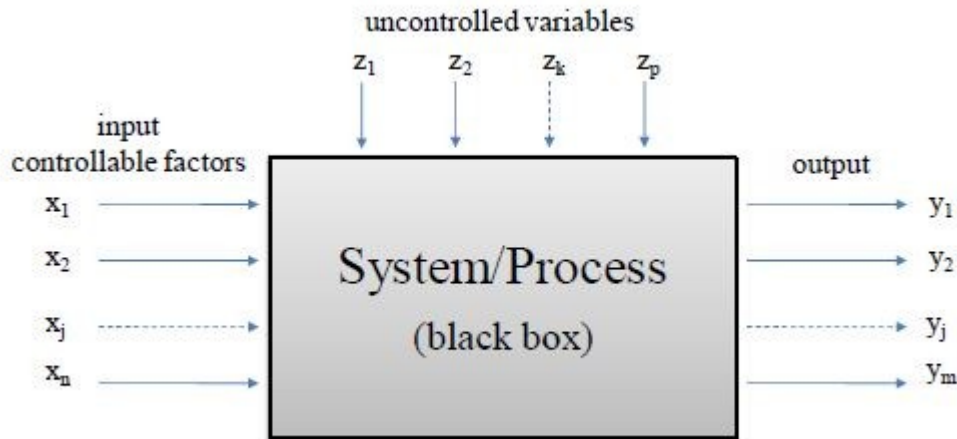 uncontrolled variables
z₁ z₂ zₖ zₚ
input
controllable factors
output
x₁
y₁
x₂
y₂
System/Process
xⱼ
(black box)
yⱼ
xₙ
yₘ